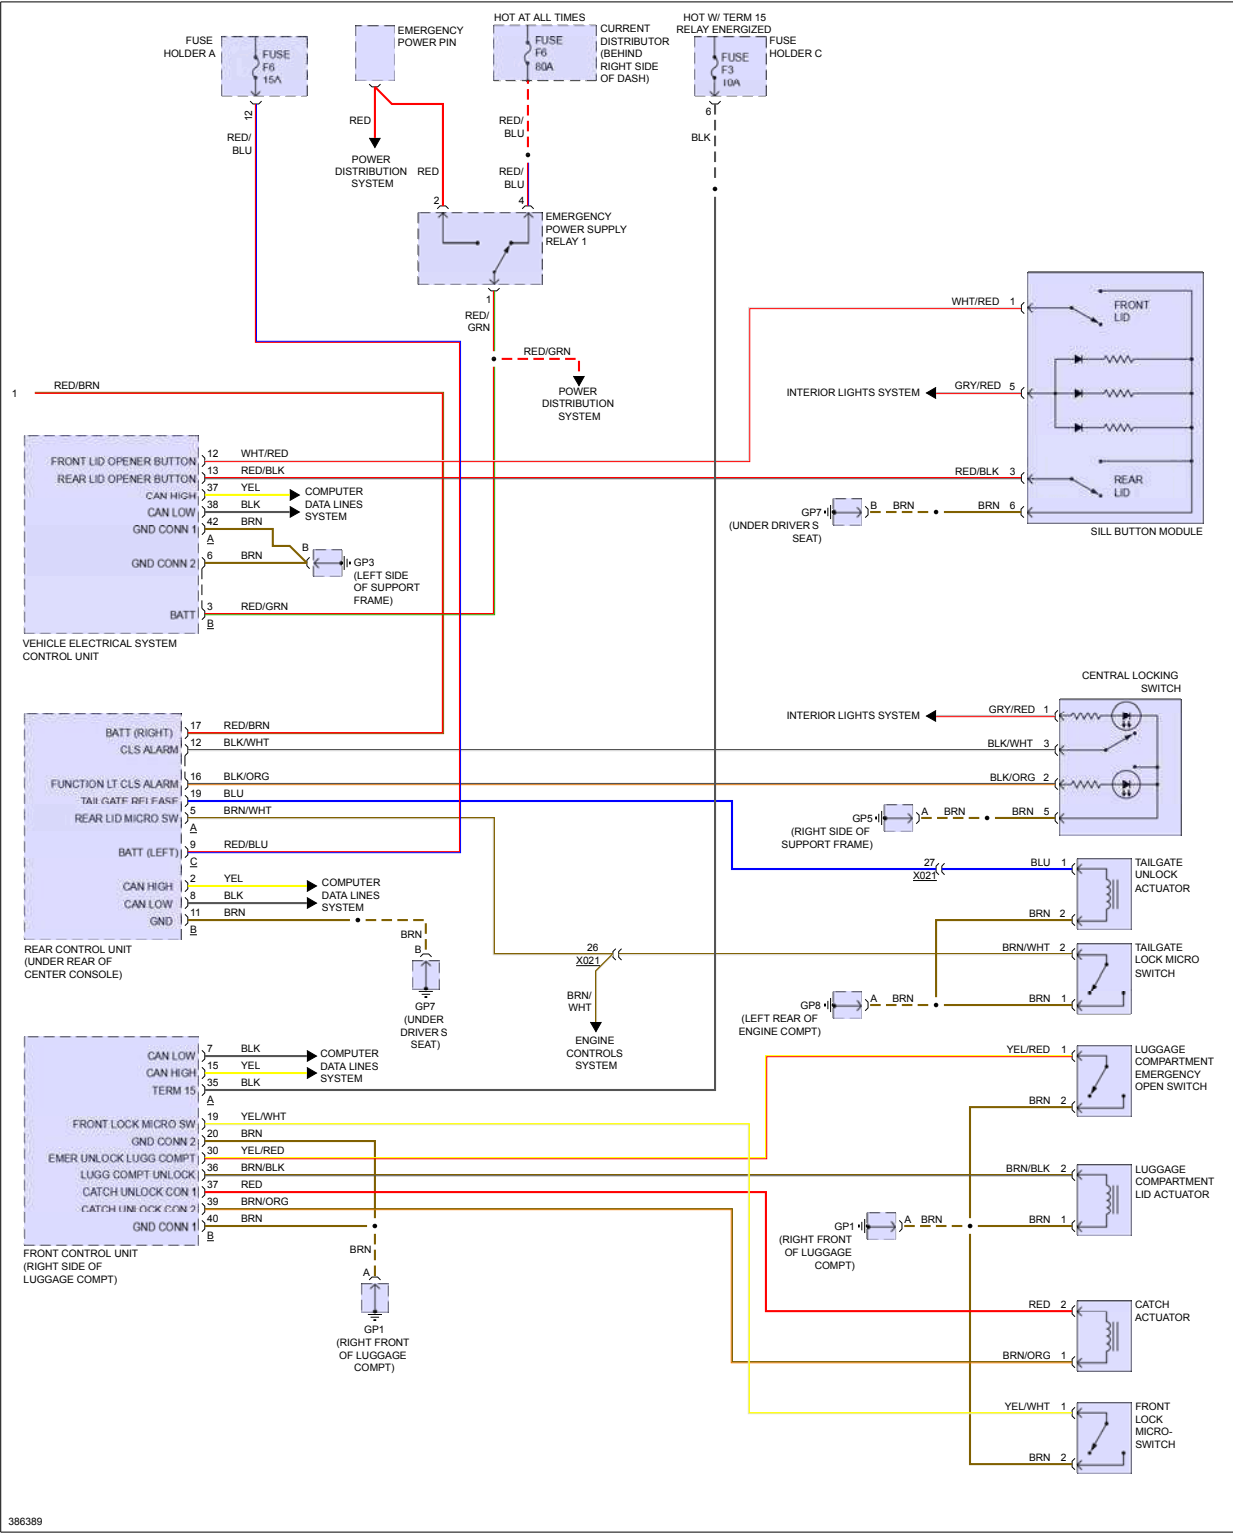 HOT AT ALL TIMES
HOT W/ TERM 15
RELAY ENERGIZED
FUSE
HOLDER A
FUSE
F6
15A
12
RED/
BLU
EMERGENCY
POWER PIN
RED
POWER
DISTRIBUTION
SYSTEM
RED
2
FUSE
F6
80A
CURRENT
DISTRIBUTOR
(BEHIND
RIGHT SIDE
OF DASH)
RED/
BLU
RED/
BLU
4
FUSE
F3
10A
FUSE
HOLDER C
6
BLK
EMERGENCY
POWER SUPPLY
RELAY 1
1
RED/
GRN
RED/GRN
POWER
DISTRIBUTION
SYSTEM
1
RED/BRN
WHT/RED 1
FRONT
LID
INTERIOR LIGHTS SYSTEM
GRY/RED 5
RED/BLK 3
REAR
LID
GP7
(UNDER DRIVER S
SEAT)
B BRN
BRN 6
SILL BUTTON MODULE
FRONT LID OPENER BUTTON 12 WHT/RED
REAR LID OPENER BUTTON 13 RED/BLK
CAN HIGH 37 YEL
CAN LOW 38 BLK
COMPUTER
DATA LINES
SYSTEM
GND CONN 1 42 BRN
A
GND CONN 2 6 BRN
B
GP3
(LEFT SIDE
OF SUPPORT
FRAME)
BATT 3 RED/GRN
B
VEHICLE ELECTRICAL SYSTEM
CONTROL UNIT
CENTRAL LOCKING
SWITCH
INTERIOR LIGHTS SYSTEM
GRY/RED 1
BLK/WHT 3
BLK/ORG 2
GP5
(RIGHT SIDE OF
SUPPORT FRAME)
A BRN
BRN 5
BATT (RIGHT) 17 RED/BRN
CLS ALARM 12 BLK/WHT
FUNCTION LT CLS ALARM 16 BLK/ORG
TAILGATE RELEASE 19 BLU
REAR LID MICRO SW 5 BRN/WHT
A
BATT (LEFT) 9 RED/BLU
C
CAN HIGH 2 YEL
CAN LOW 8 BLK
COMPUTER
DATA LINES
SYSTEM
GND 11 BRN
B
REAR CONTROL UNIT
(UNDER REAR OF
CENTER CONSOLE)
BRN
B
GP7
(UNDER
DRIVER S
SEAT)
27
X021
BLU 1
BRN 2
TAILGATE
UNLOCK
ACTUATOR
26
X021
BRN/
WHT
ENGINE
CONTROLS
SYSTEM
BRN/WHT 2
TAILGATE
LOCK MICRO
SWITCH
GP8
(LEFT REAR OF
ENGINE COMPT)
A BRN
BRN 1
CAN LOW 7 BLK
CAN HIGH 15 YEL
TERM 15 35 BLK
A
COMPUTER
DATA LINES
SYSTEM
FRONT LOCK MICRO SW 19 YEL/WHT
GND CONN 2 20 BRN
EMER UNLOCK LUGG COMPT 30 YEL/RED
LUGG COMPT UNLOCK 36 BRN/BLK
CATCH UNLOCK CON 1 37 RED
CATCH UNLOCK CON 2 39 BRN/ORG
GND CONN 1 40 BRN
B
FRONT CONTROL UNIT
(RIGHT SIDE OF
LUGGAGE COMPT)
BRN
A
GP1
(RIGHT FRONT
OF LUGGAGE
COMPT)
YEL/RED 1
BRN 2
LUGGAGE
COMPARTMENT
EMERGENCY
OPEN SWITCH
BRN/BLK 2
LUGGAGE
COMPARTMENT
LID ACTUATOR
GP1
(RIGHT FRONT
OF LUGGAGE
COMPT)
A BRN
BRN 1
RED 2
CATCH
ACTUATOR
BRN/ORG 1
YEL/WHT 1
FRONT
LOCK
MICRO-
SWITCH
BRN 2
386389